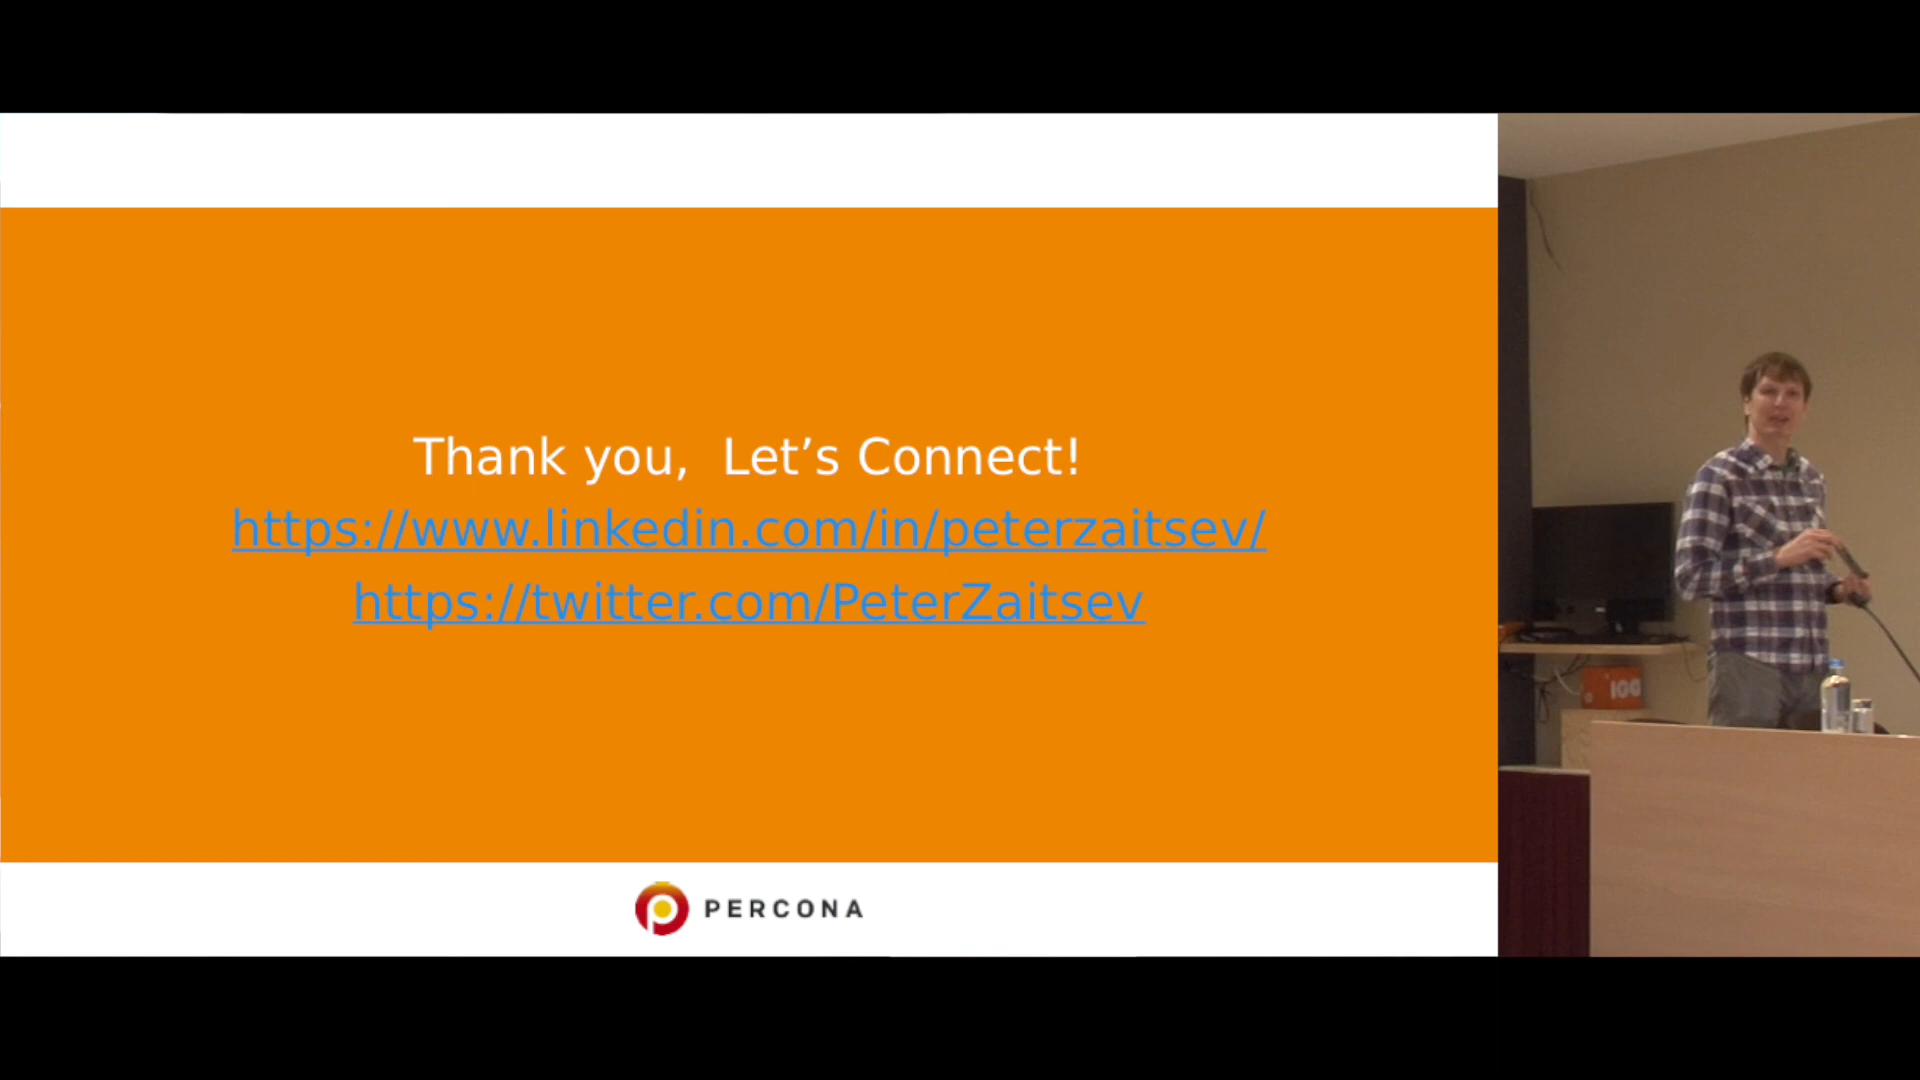 Thank you,  Let’s Connect!
https://www.linkedin.com/in/peterzaitsev/
https://twitter.com/PeterZaitsev
PERCONA